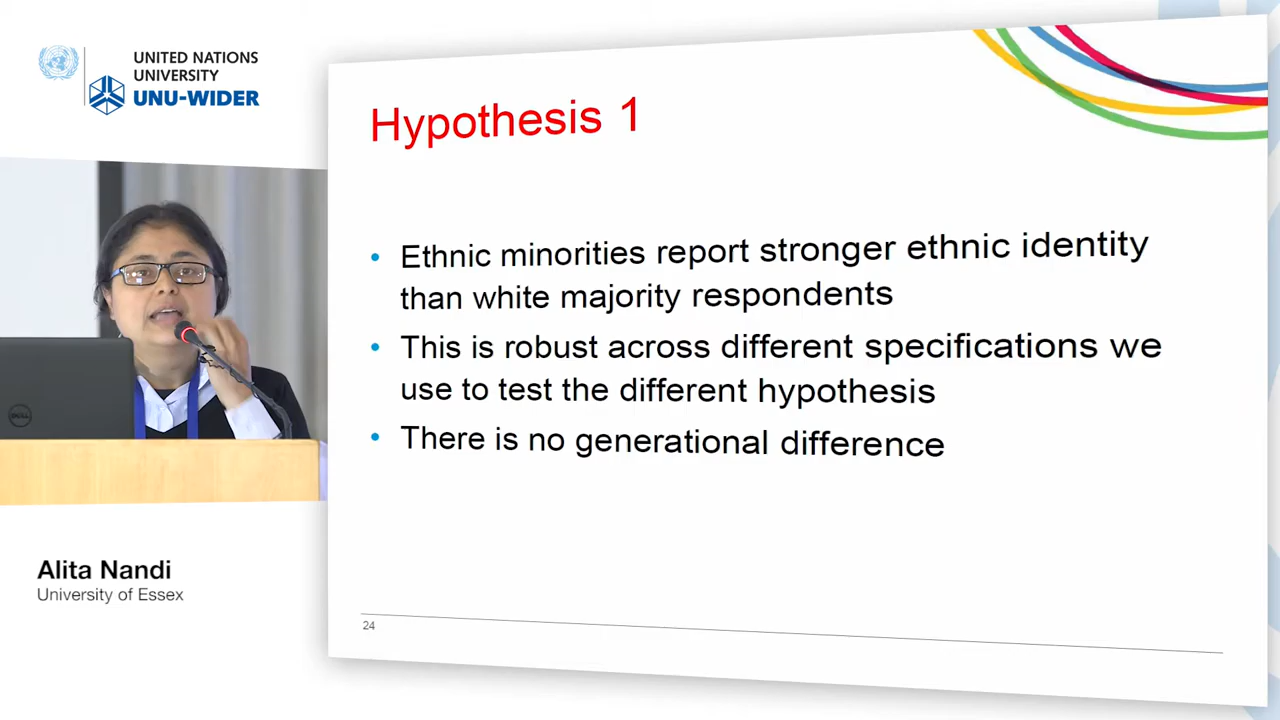 UNITED NATIONS
UNIVERSITY
UNU-WIDER
Hypothesis 1
• Ethnic minorities report stronger ethnic identity
than white majority respondents
• This is robust across different specifications we
use to test the different hypothesis
• There is no generational difference
24
DELL
Alita Nandi
University of Essex